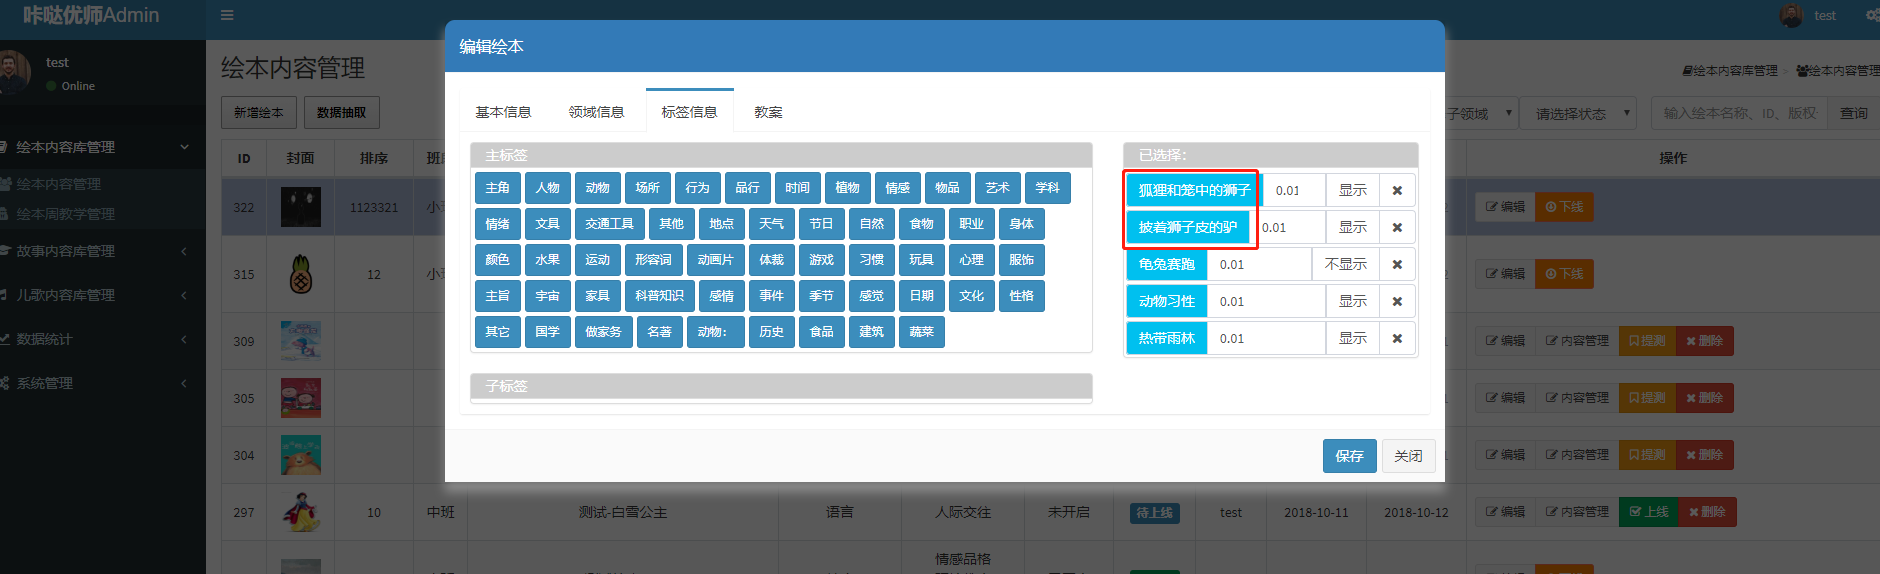 咔哒优师Admin
test
test
Online
绘本内容管理
绘本内容库管理 > 绘本内容管理
新增绘本 数据抽取
子领域 请选择状态 输入绘本名称、ID、版权 查询
绘本内容库管理
绘本内容管理
绘本周教学管理
故事内容库管理
儿歌内容库管理
数据统计
系统管理
编辑绘本
基本信息 领域信息 标签信息 教案
主标签
主角 人物 动物 场所 行为 品行 时间 植物 情感 物品 艺术 学科
情绪 文具 交通工具 其他 地点 天气 节日 自然 食物 职业 身体
颜色 水果 运动 形容词 动画片 体裁 游戏 习惯 玩具 心理 服饰
主旨 宇宙 家具 科普知识 感情 事件 季节 感觉 日期 文化 性格
其它 国学 做家务 名著 动物： 历史 食品 建筑 蔬菜
子标签
已选择：
狐狸和笼中的狮子 0.01 显示
披着狮子皮的驴 0.01 显示
龟兔赛跑 0.01 不显示
动物习性 0.01 显示
热带雨林 0.01 显示
保存 关闭
ID 封面 排序 操作
322 1123321 编辑 下线
315 12 编辑 下线
309 编辑 内容管理 提测 删除
305 编辑 内容管理 提测 删除
304 编辑 内容管理 提测 删除
297 10 中班 测试-白雪公主 语言 人际交往 未开启 待上线 test 2018-10-11 2018-10-12 编辑 内容管理 上线 删除
情感品格